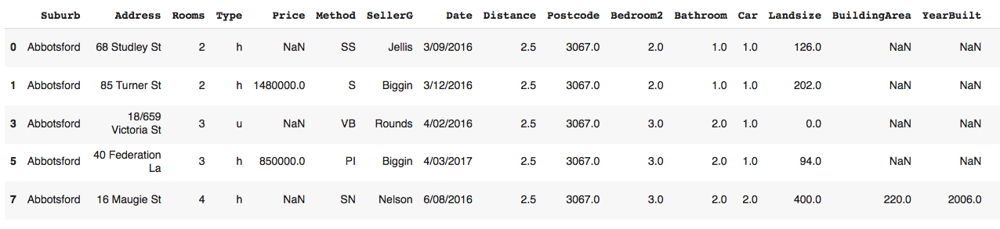 Suburb Address Rooms Type Price Method SellerG Date Distance Postcode Bedroom2 Bathroom Car Landsize BuildingArea YearBuilt
0 Abbotsford 68 Studley St 2 h NaN SS Jellis 3/09/2016 2.5 3067.0 2.0 1.0 1.0 126.0 NaN NaN
1 Abbotsford 85 Turner St 2 h 1480000.0 S Biggin 3/12/2016 2.5 3067.0 2.0 1.0 1.0 202.0 NaN NaN
3 Abbotsford 18/659 Victoria St 3 u NaN VB Rounds 4/02/2016 2.5 3067.0 3.0 2.0 1.0 0.0 NaN NaN
5 Abbotsford 40 Federation La 3 h 850000.0 PI Biggin 4/03/2017 2.5 3067.0 3.0 2.0 1.0 94.0 NaN NaN
7 Abbotsford 16 Maugie St 4 h NaN SN Nelson 6/08/2016 2.5 3067.0 3.0 2.0 2.0 400.0 220.0 2006.0